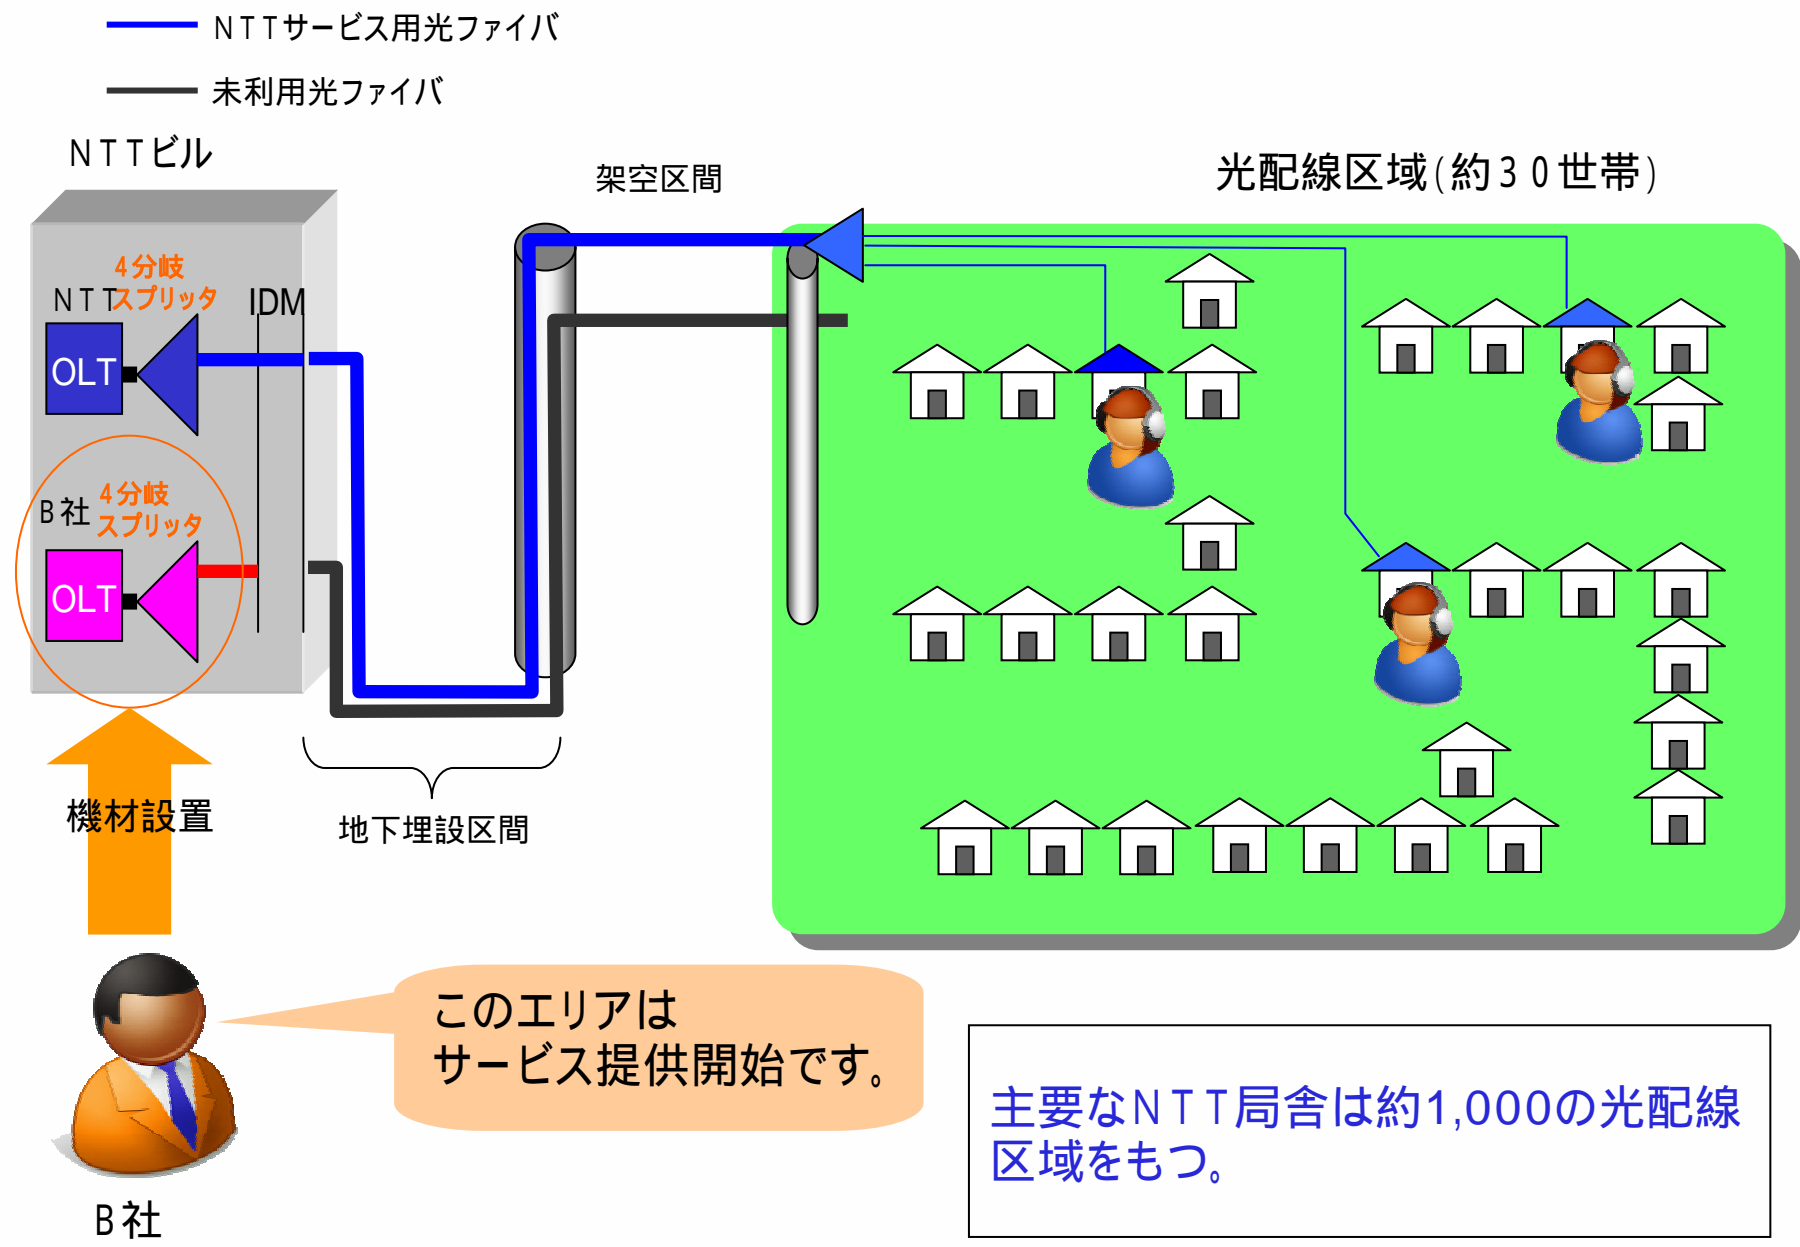 NTTサービス用光ファイバ
未利用光ファイバ
NTTビル
架空区間
光配線区域(約30世帯)
4分岐
スプリッタ
NTT
IDM
OLT
4分岐
スプリッタ
B社
OLT
機材設置
地下埋設区間
このエリアは
サービス提供開始です。
主要なNTT局舎は約1,000の光配線
区域をもつ。
B社